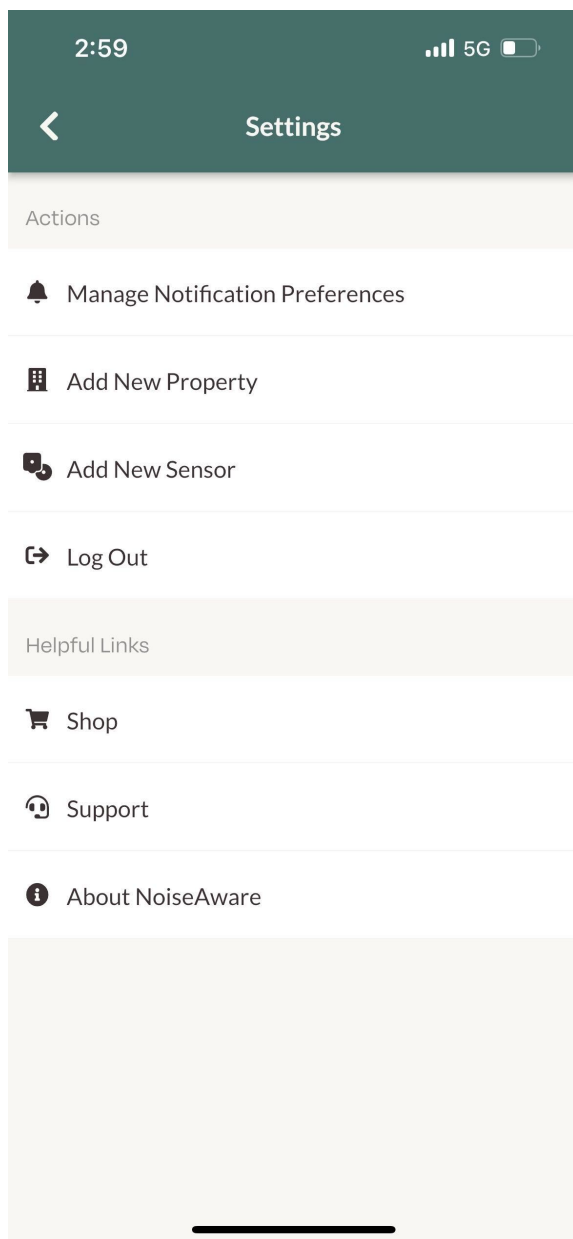 2:59
5G
Settings
Actions
Manage Notification Preferences
Add New Property
Add New Sensor
Log Out
Helpful Links
Shop
Support
About NoiseAware